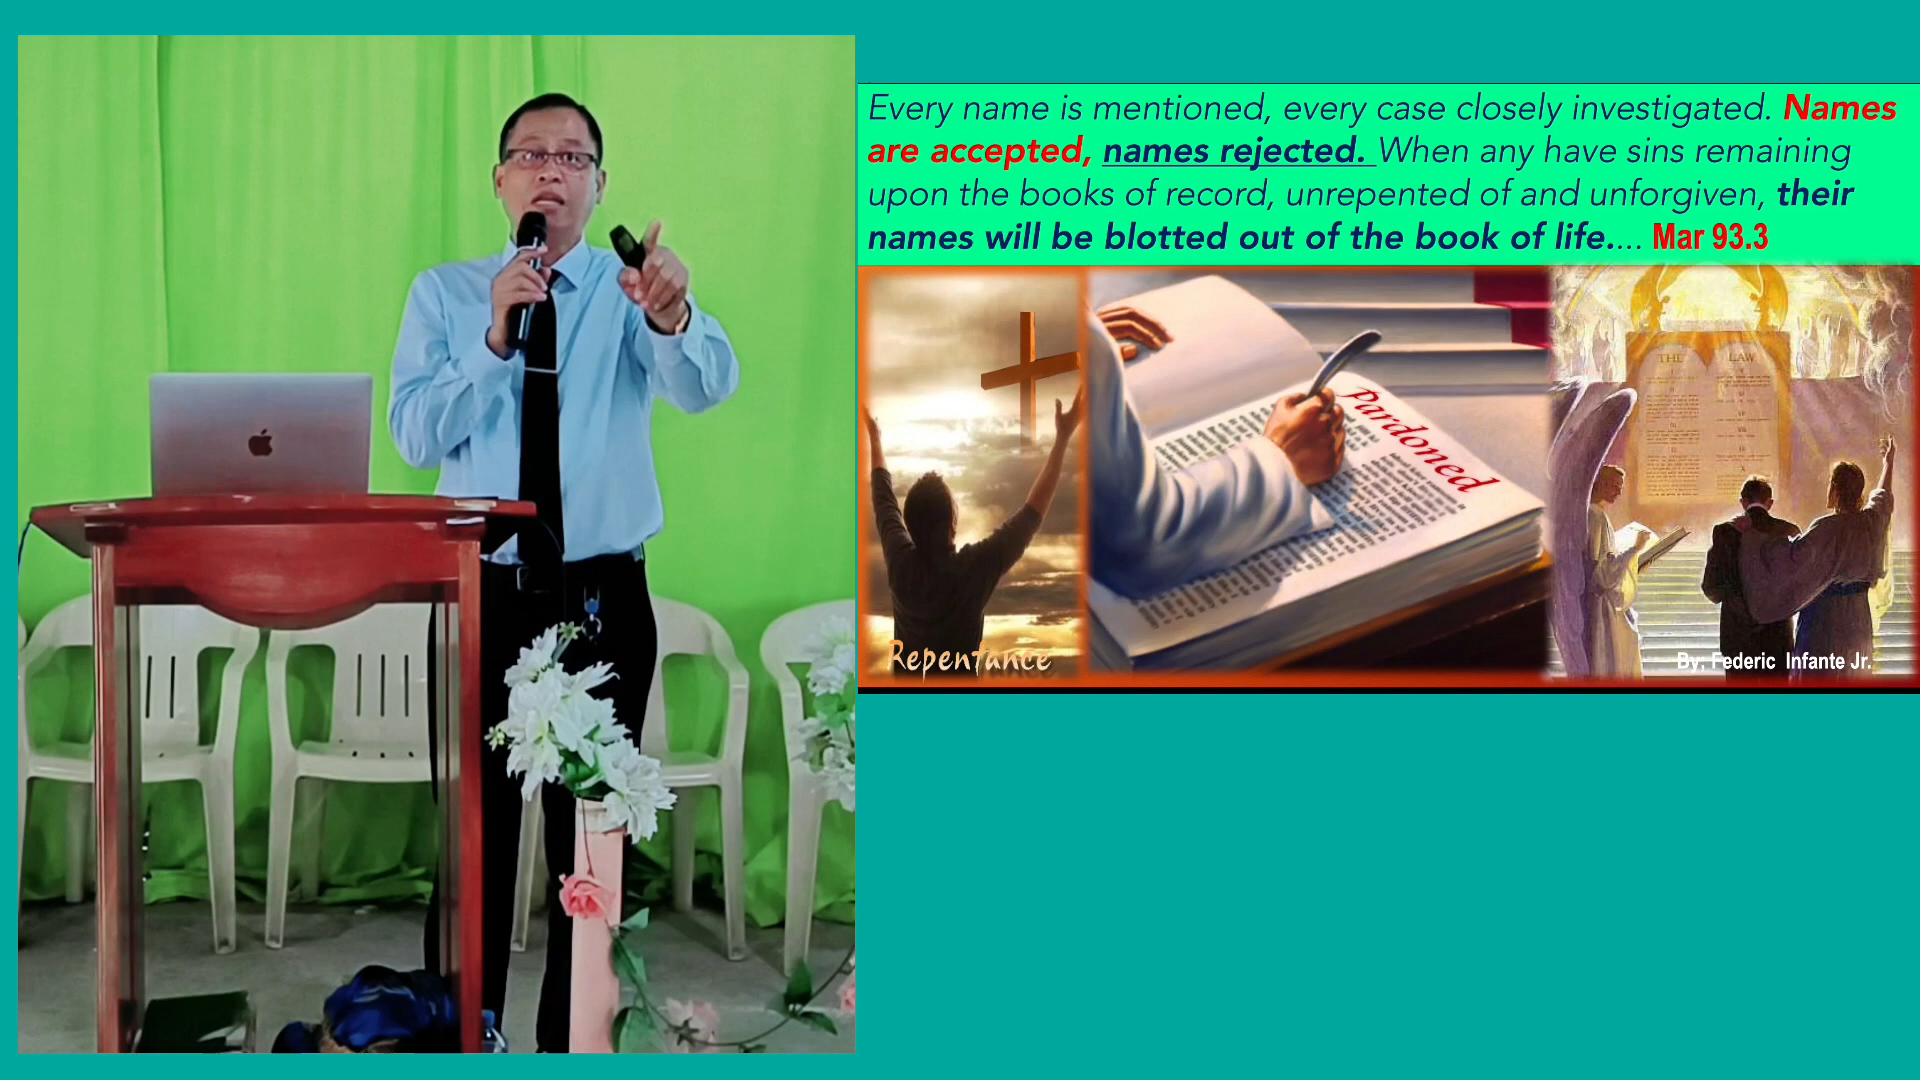 Every name is mentioned, every case closely investigated. Names
are accepted, names rejected. When any have sins remaining
upon the books of record, unrepented of and unforgiven, their
names will be blotted out of the book of life.... Mar 93.3
Pardoned
THE LAW
Repentance
By; Federic Infante Jr.